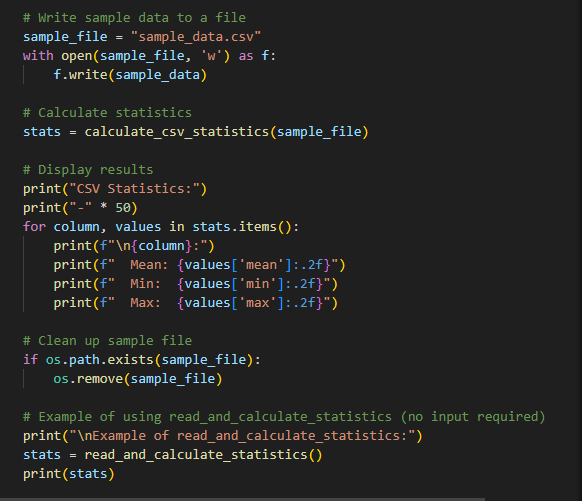 # Write sample data to a file
sample_file = "sample_data.csv"
with open(sample_file, 'w') as f:
    f.write(sample_data)

# Calculate statistics
stats = calculate_csv_statistics(sample_file)

# Display results
print("CSV Statistics:")
print("-" * 50)
for column, values in stats.items():
    print(f"\n{column}:")
    print(f"  Mean: {values['mean']:.2f}")
    print(f"  Min:  {values['min']:.2f}")
    print(f"  Max:  {values['max']:.2f}")

# Clean up sample file
if os.path.exists(sample_file):
    os.remove(sample_file)

# Example of using read_and_calculate_statistics (no input required)
print("\nExample of read_and_calculate_statistics:")
stats = read_and_calculate_statistics()
print(stats)